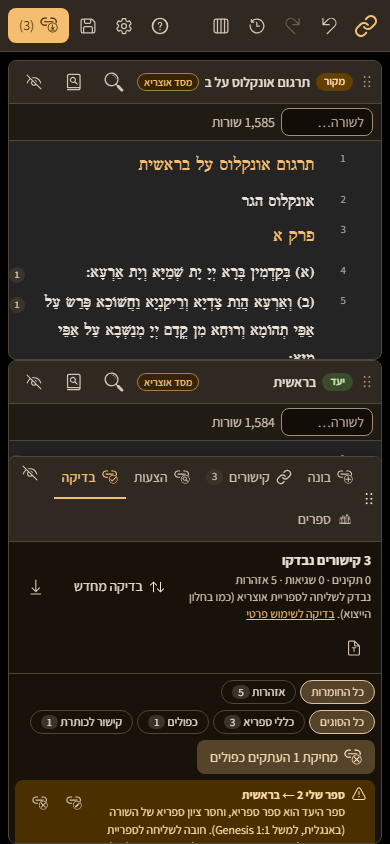 (3)
מקור
תרגום אונקלוס על ב
מסד אוצריא
לשורה...
1,585 שורות
1
תרגום אונקלוס על בראשית
2
אונקלוס הגר
3
פרק א
4
(א) בְּקַדְמִין בְּרָא יְיָ יָת שְׁמַיָּא וְיָת אַרְעָא:
1
5
(ב) וְאַרְעָא הֲוַת צָדְיָא וְרֵיקַנְיָא וַחֲשׁוֹכָא פָּרֵשׂ עַל
1
אַפֵּי תְהוֹמָא וְרוּחָא מִן קֳדָם יְיָ מְנַשְּׁבָא עַל אַפֵּי
מַיָּא:
יעד
בראשית
מסד אוצריא
לשורה...
1,584 שורות
בונה
קישורים 3
הצעות
בדיקה
ספרים
3 קישורים נבדקו
0 תקינים · 0 שגיאות · 5 אזהרות
נבדק לשליחה לספריית אוצריא (כמו בחלון
הייצוא). בדיקה לשימוש פרטי
בדיקה מחדש
כל החומרות
אזהרות 5
כל הסוגים
כללי ספריא 3
כפולים 1
קישור לכותרת 1
מחיקת 1 העתקים כפולים
ספר שלי 2 ← בראשית
ספר היעד הוא ספר ספריא, וחסר ציון ספריא של השורה
(באנגלית, למשל Genesis 1:1). חובה לשליחה לספריית